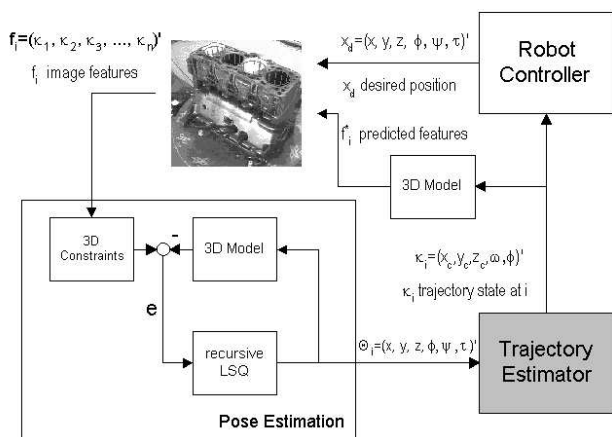 f_i=(κ_1, κ_2, κ_3, ..., κ_n)'
f_i image features
x_d=(x, y, z, ϕ, ψ, τ)'
x_d desired position
f*_i predicted features
Robot
Controller
3D Model
3D
Constraints
-
3D Model
e
recursive
LSQ
Pose Estimation
κ_i=(x_c,y_c,z_c,ω,ϕ)'
κ_i trajectory state at i
Θ_i=(x, y, z, ϕ, ψ, τ)'
Trajectory
Estimator